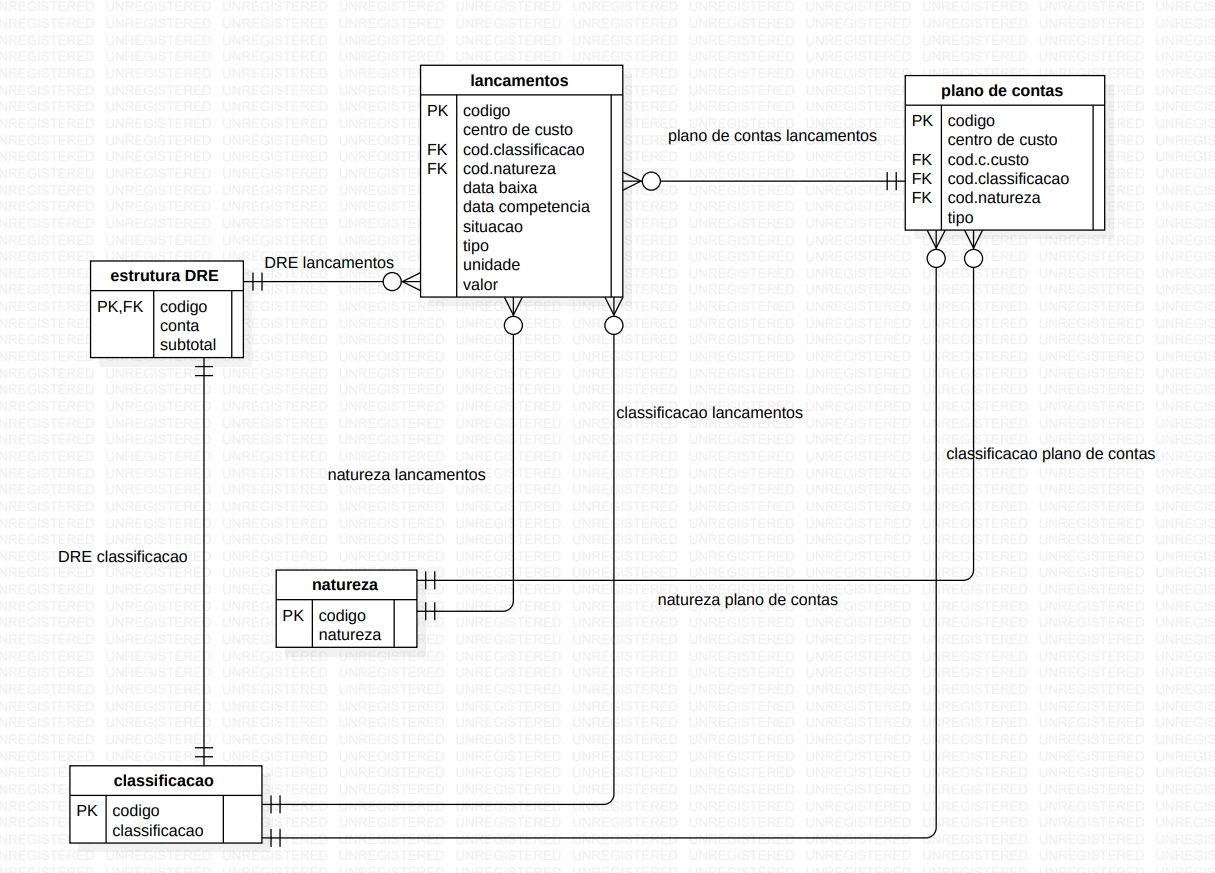 lancamentos
PK codigo
centro de custo
FK cod.classificacao
FK cod.natureza
data baixa
data competencia
situacao
tipo
unidade
valor
plano de contas lancamentos
plano de contas
PK codigo
centro de custo
FK cod.c.custo
FK cod.classificacao
FK cod.natureza
tipo
DRE lancamentos
estrutura DRE
PK,FK codigo
conta
subtotal
classificacao lancamentos
classificacao plano de contas
natureza lancamentos
DRE classificacao
natureza
PK codigo
natureza
natureza plano de contas
classificacao
PK codigo
classificacao
UNREGISTERED